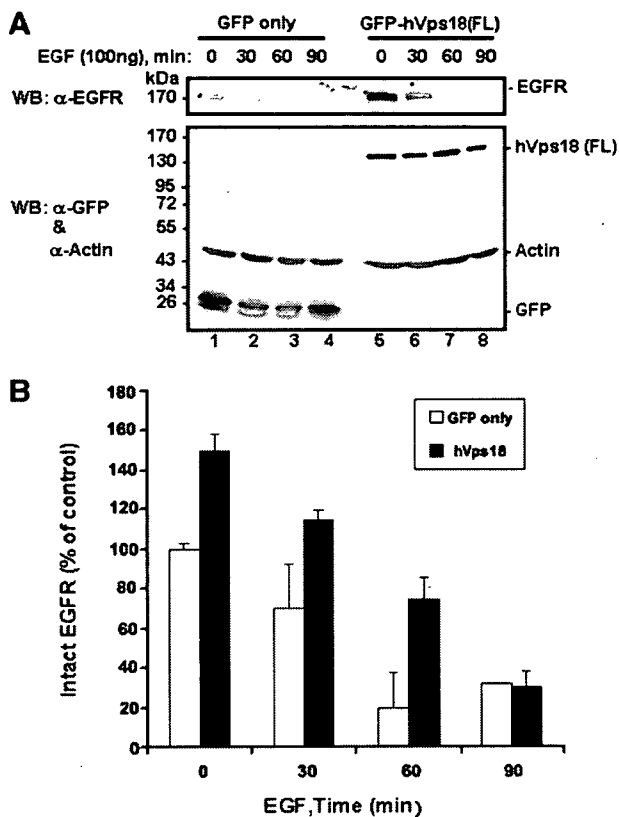 A
GFP only GFP-hVps18(FL)
EGF (100ng), min: 0 30 60 90 0 30 60 90
kDa
WB: α-EGFR 170 EGFR
170
130 hVps18 (FL)
95
WB: α-GFP 72
& 55
α-Actin 43 Actin
34
26 GFP
1 2 3 4 5 6 7 8
B
180
160
140
120
100
80
60
40
20
0
Intact EGFR (% of control)
GFP only
hVps18
0 30 60 90
EGF,Time (min)